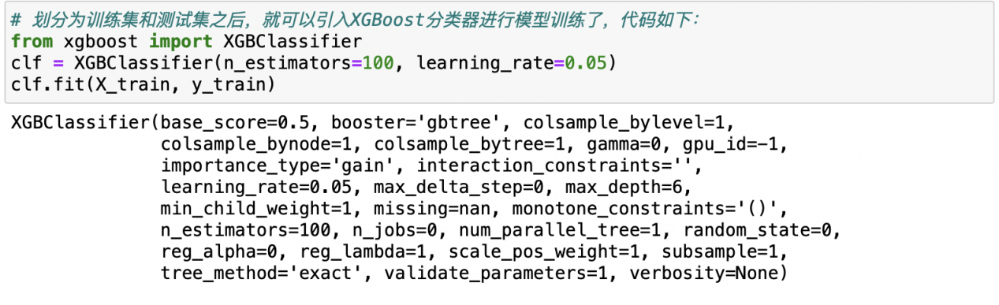 # 划分为训练集和测试集之后，就可以引入XGBoost分类器进行模型训练了，代码如下：
from xgboost import XGBClassifier
clf = XGBClassifier(n_estimators=100, learning_rate=0.05)
clf.fit(X_train, y_train)
XGBClassifier(base_score=0.5, booster='gbtree', colsample_bylevel=1,
colsample_bynode=1, colsample_bytree=1, gamma=0, gpu_id=-1,
importance_type='gain', interaction_constraints='',
learning_rate=0.05, max_delta_step=0, max_depth=6,
min_child_weight=1, missing=nan, monotone_constraints='()',
n_estimators=100, n_jobs=0, num_parallel_tree=1, random_state=0,
reg_alpha=0, reg_lambda=1, scale_pos_weight=1, subsample=1,
tree_method='exact', validate_parameters=1, verbosity=None)